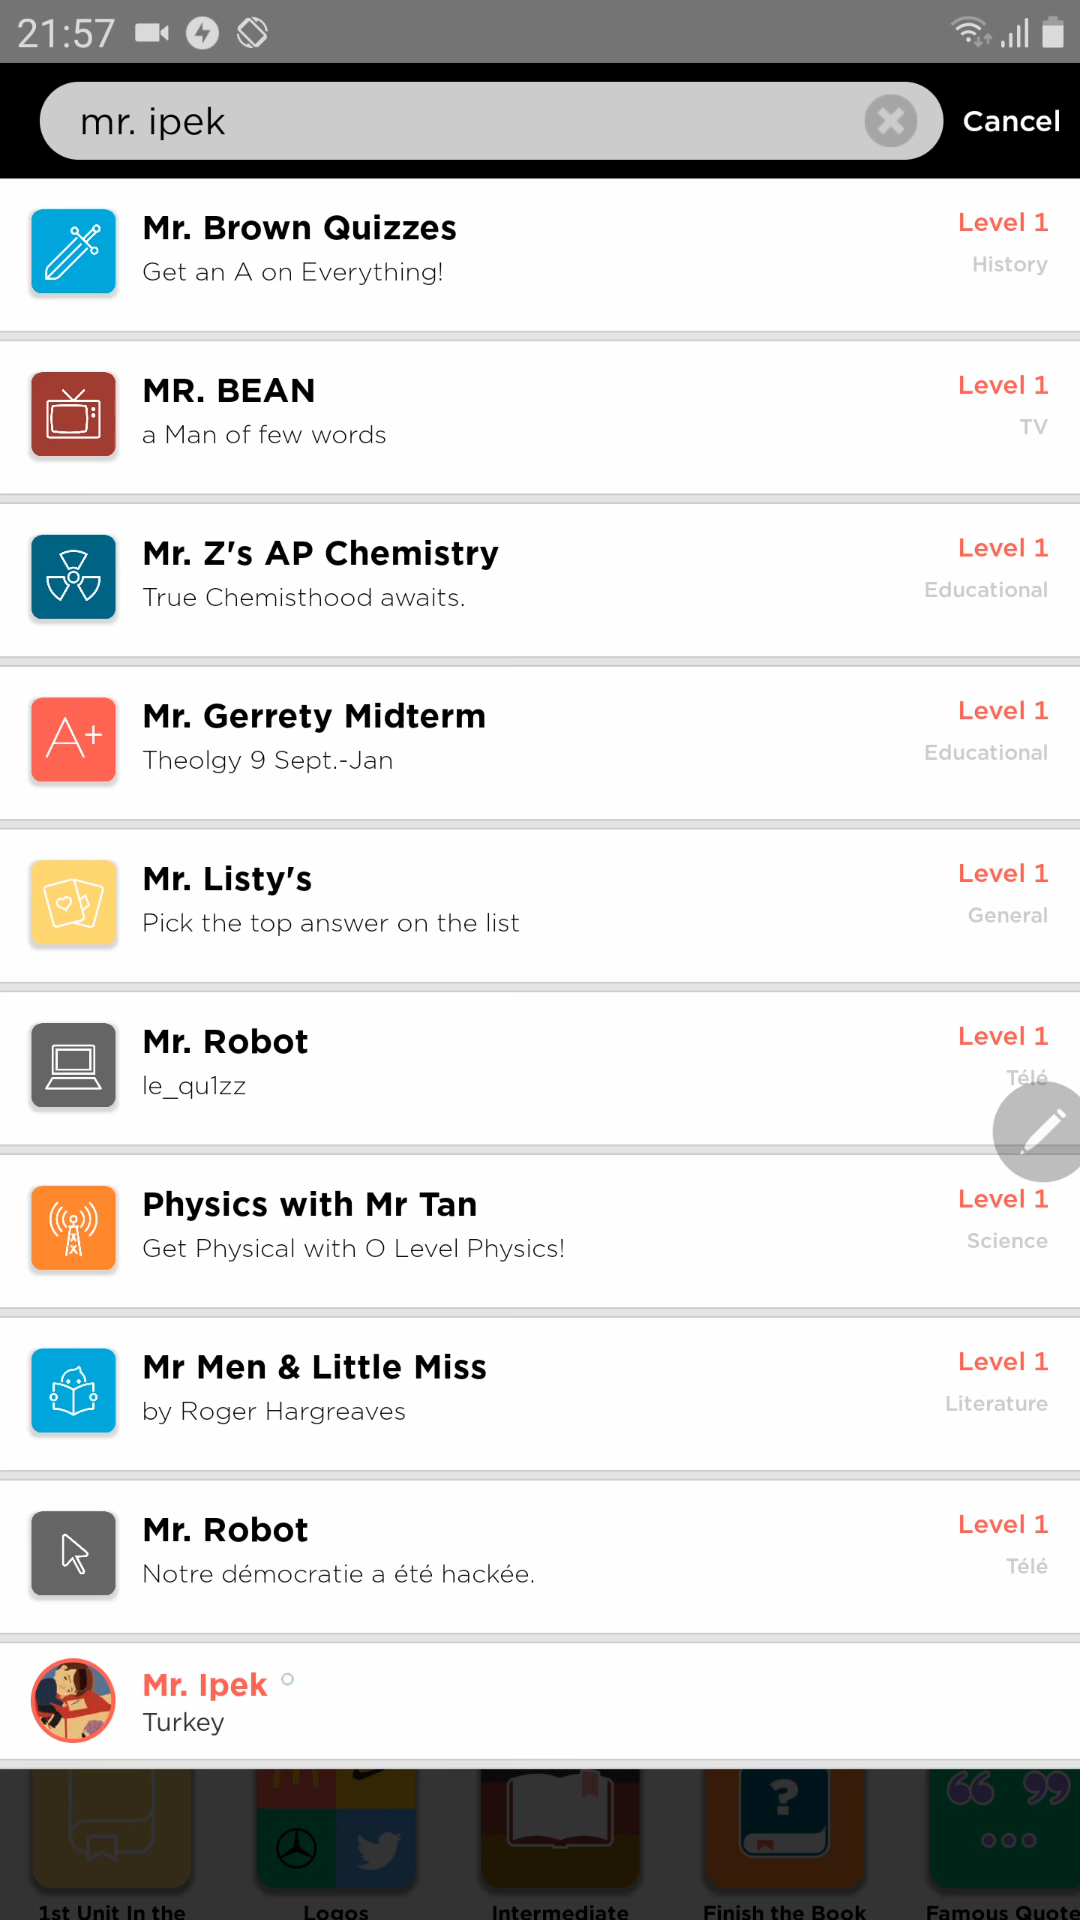 21:57
mr. ipek
Cancel
Mr. Brown Quizzes
Level 1
Get an A on Everything!
History
MR. BEAN
Level 1
a Man of few words
TV
Mr. Z's AP Chemistry
Level 1
True Chemisthood awaits.
Educational
Mr. Gerrety Midterm
Level 1
Theolgy 9 Sept.-Jan
Educational
Mr. Listy's
Level 1
Pick the top answer on the list
General
Mr. Robot
Level 1
le_qu1zz
Télé
Physics with Mr Tan
Level 1
Get Physical with O Level Physics!
Science
Mr Men & Little Miss
Level 1
by Roger Hargreaves
Literature
Mr. Robot
Level 1
Notre démocratie a été hackée.
Télé
Mr. Ipek
Turkey
1st Unit In the
Logos
Intermediate
Finish the Book
Famous Quote